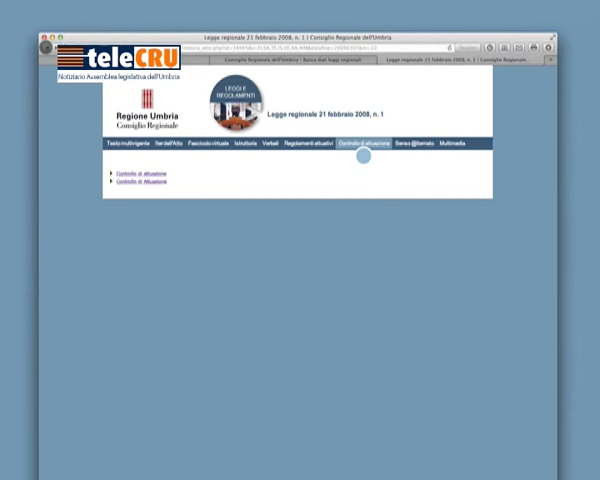 Legge regionale 21 febbraio 2008, n. 1 | Consiglio Regionale dell'Umbria
Consiglio Regionale dell'Umbria : Banca dati leggi regionali
Legge regionale 21 febbraio 2008, n. 1 | Consiglio Regionale...
teleCRU
Notiziario Assemblea legislativa dell'Umbria
LEGGI E
REGOLAMENTI
Regione Umbria
Consiglio Regionale
Legge regionale 21 febbraio 2008, n. 1
Testo multivigente Iter dell'Atto Fascicolo virtuale Istruttoria Verbali Regolamenti attuativi Controllo di attuazione Senso @lternato Multimedia
Controllo di attuazione
Controllo di Attuazione